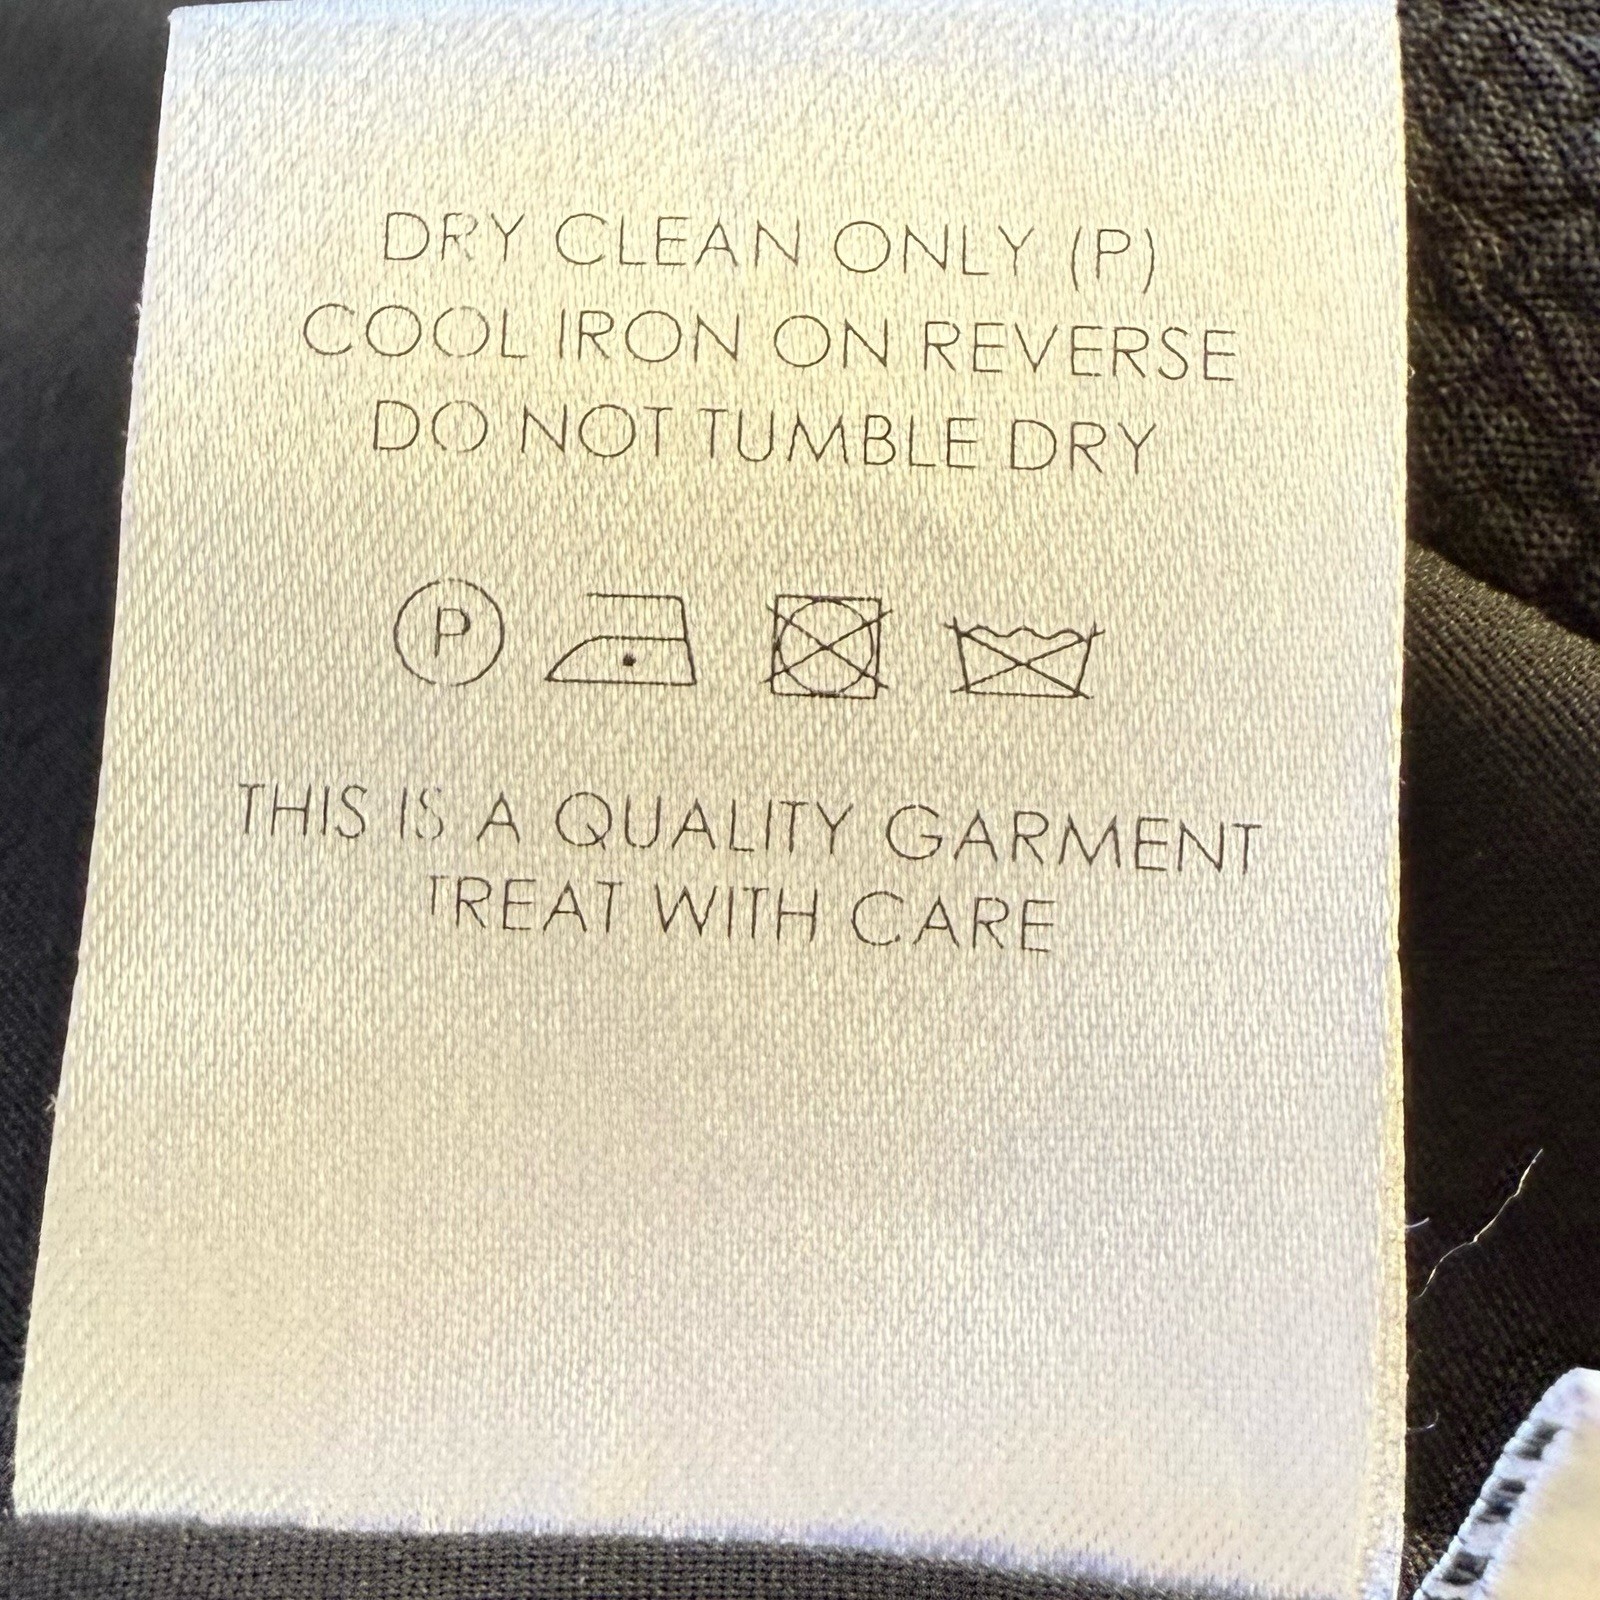 DRY CLEAN ONLY (P)
COOL IRON ON REVERSE
DO NOT TUMBLE DRY
P
THIS IS A QUALITY GARMENT
TREAT WITH CARE